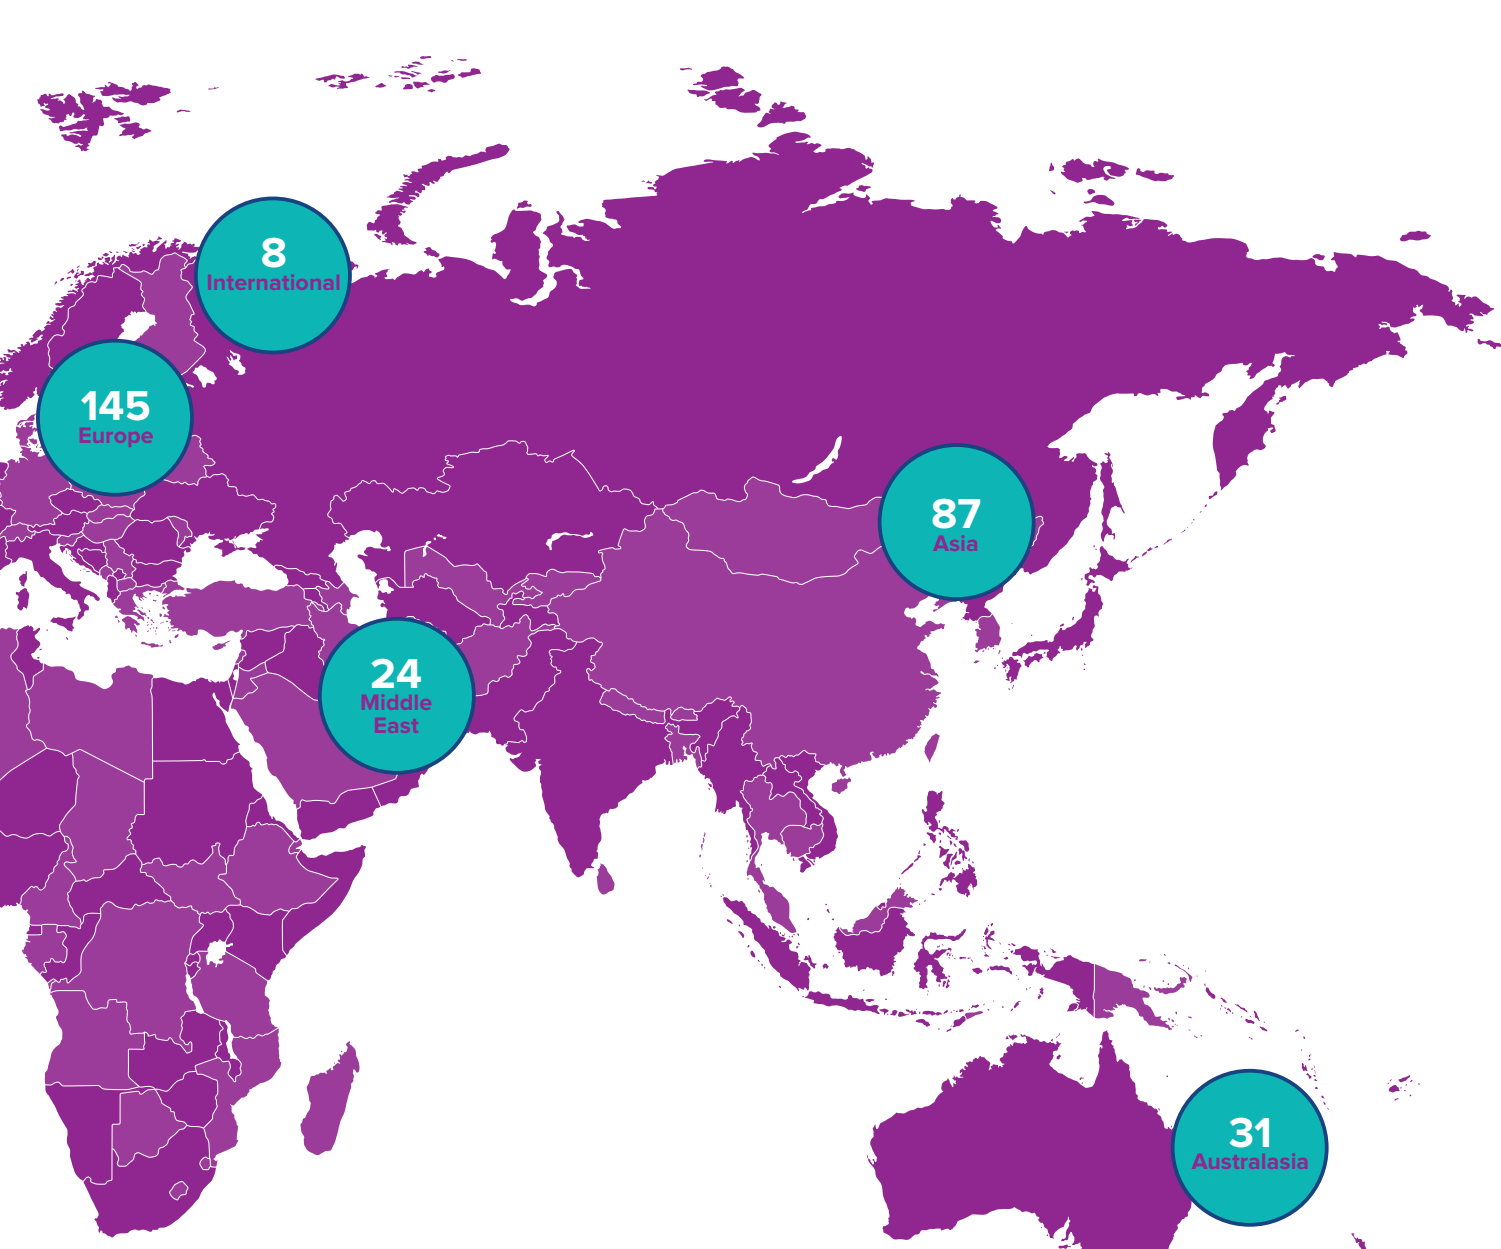 8
International
145
Europe
87
Asia
24
Middle
East
31
Australasia